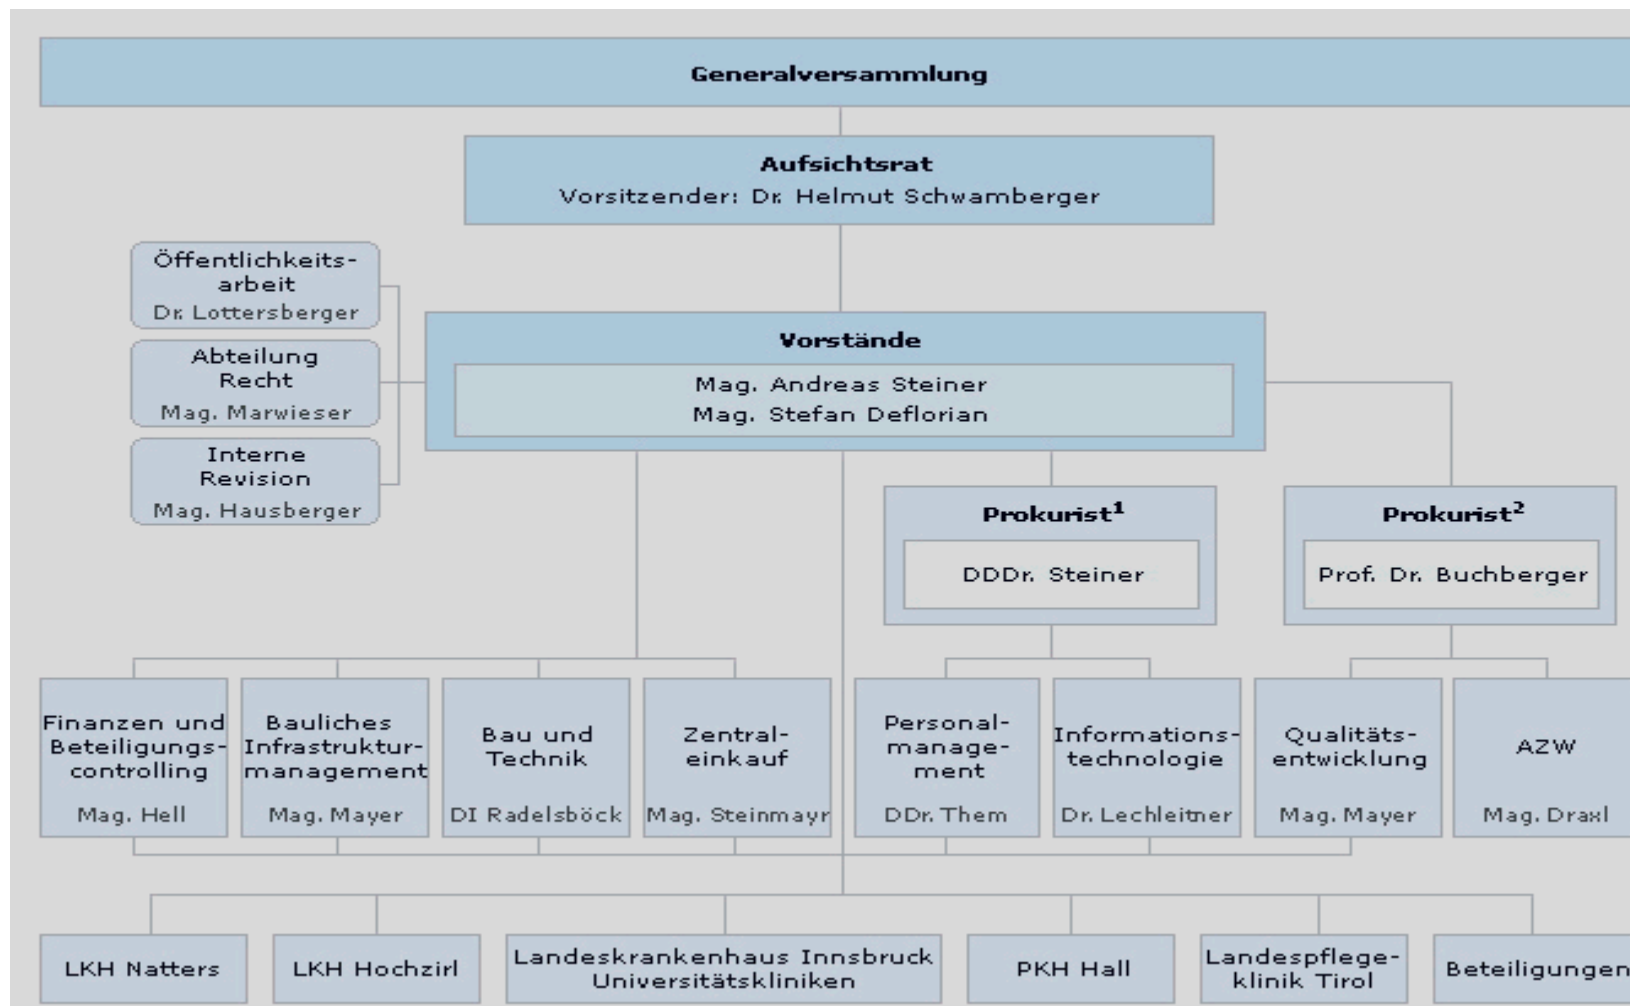 Generalversammlung
Aufsichtsrat
Vorsitzender: Dr. Helmut Schwamberger
Öffentlichkeits-
arbeit
Dr. Lottersberger
Abteilung
Recht
Mag. Marwieser
Interne
Revision
Mag. Hausberger
Vorstände
Mag. Andreas Steiner
Mag. Stefan Deflorian
Prokurist¹
DDDr. Steiner
Prokurist²
Prof. Dr. Buchberger
Finanzen und
Beteiligungs-
controlling
Mag. Hell
Bauliches
Infrastruktur-
management
Mag. Mayer
Bau und
Technik
DI Radelsböck
Zentral-
einkauf
Mag. Steinmayr
Personal-
manage-
ment
DDr. Them
Informations-
technologie
Dr. Lechleitner
Qualitäts-
entwicklung
Mag. Mayer
AZW
Mag. Draxl
LKH Natters
LKH Hochzirl
Landeskrankenhaus Innsbruck
Universitätskliniken
PKH Hall
Landespflege-
klinik Tirol
Beteiligungen